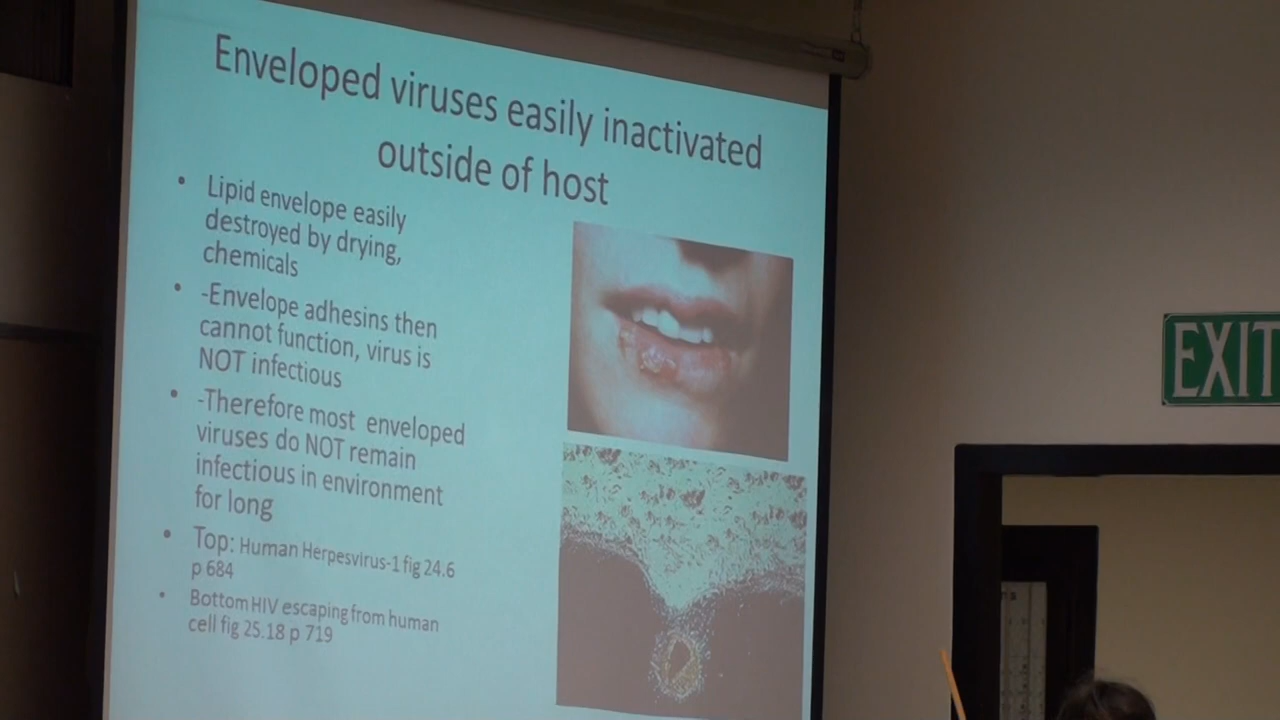 Enveloped viruses easily inactivated
outside of host
• Lipid envelope easily
destroyed by drying,
chemicals
• -Envelope adhesins then
cannot function, virus is
NOT infectious
• -Therefore most enveloped
viruses do NOT remain
infectious in environment
for long
• Top: Human Herpesvirus-1 fig 24.6
p 684
• Bottom HIV escaping from human
cell fig 25.18 p 719
EXIT